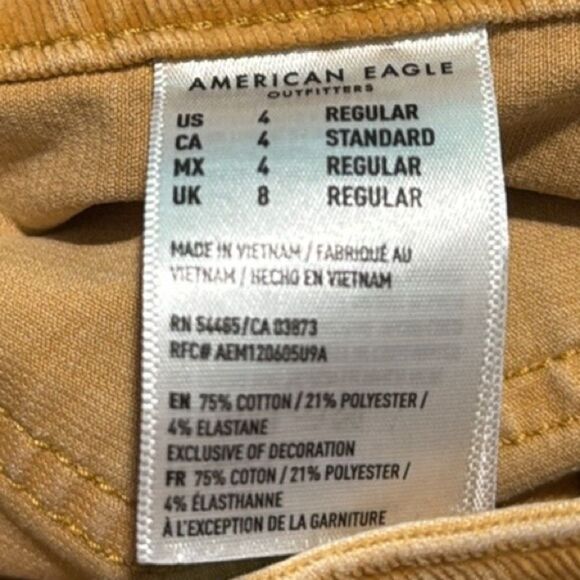 AMERICAN EAGLE
OUTFITTERS
US 4 REGULAR
CA 4 STANDARD
MX 4 REGULAR
UK 8 REGULAR
MADE IN VIETNAM / FABRIQUÉ AU
VIETNAM / HECHO EN VIETNAM
RN 54485/CA 03873
RFC# AEM120605U9A
EN 75% COTTON / 21% POLYESTER /
4% ELASTANE
EXCLUSIVE OF DECORATION
FR 75% COTON / 21% POLYESTER /
4% ÉLASTHANNE
À L'EXCEPTION DE LA GARNITURE